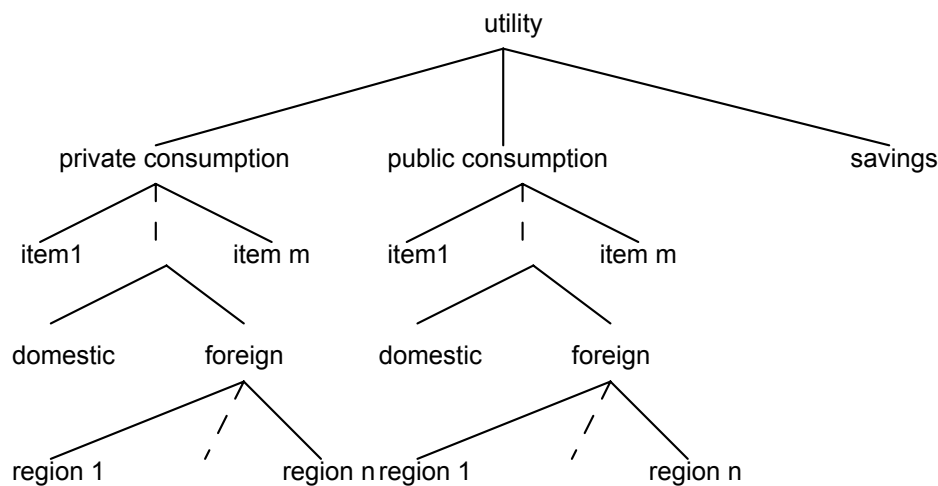 utility
private consumption public consumption savings
item1 item m item1 item m
domestic foreign domestic foreign
region 1 region n region 1 region n